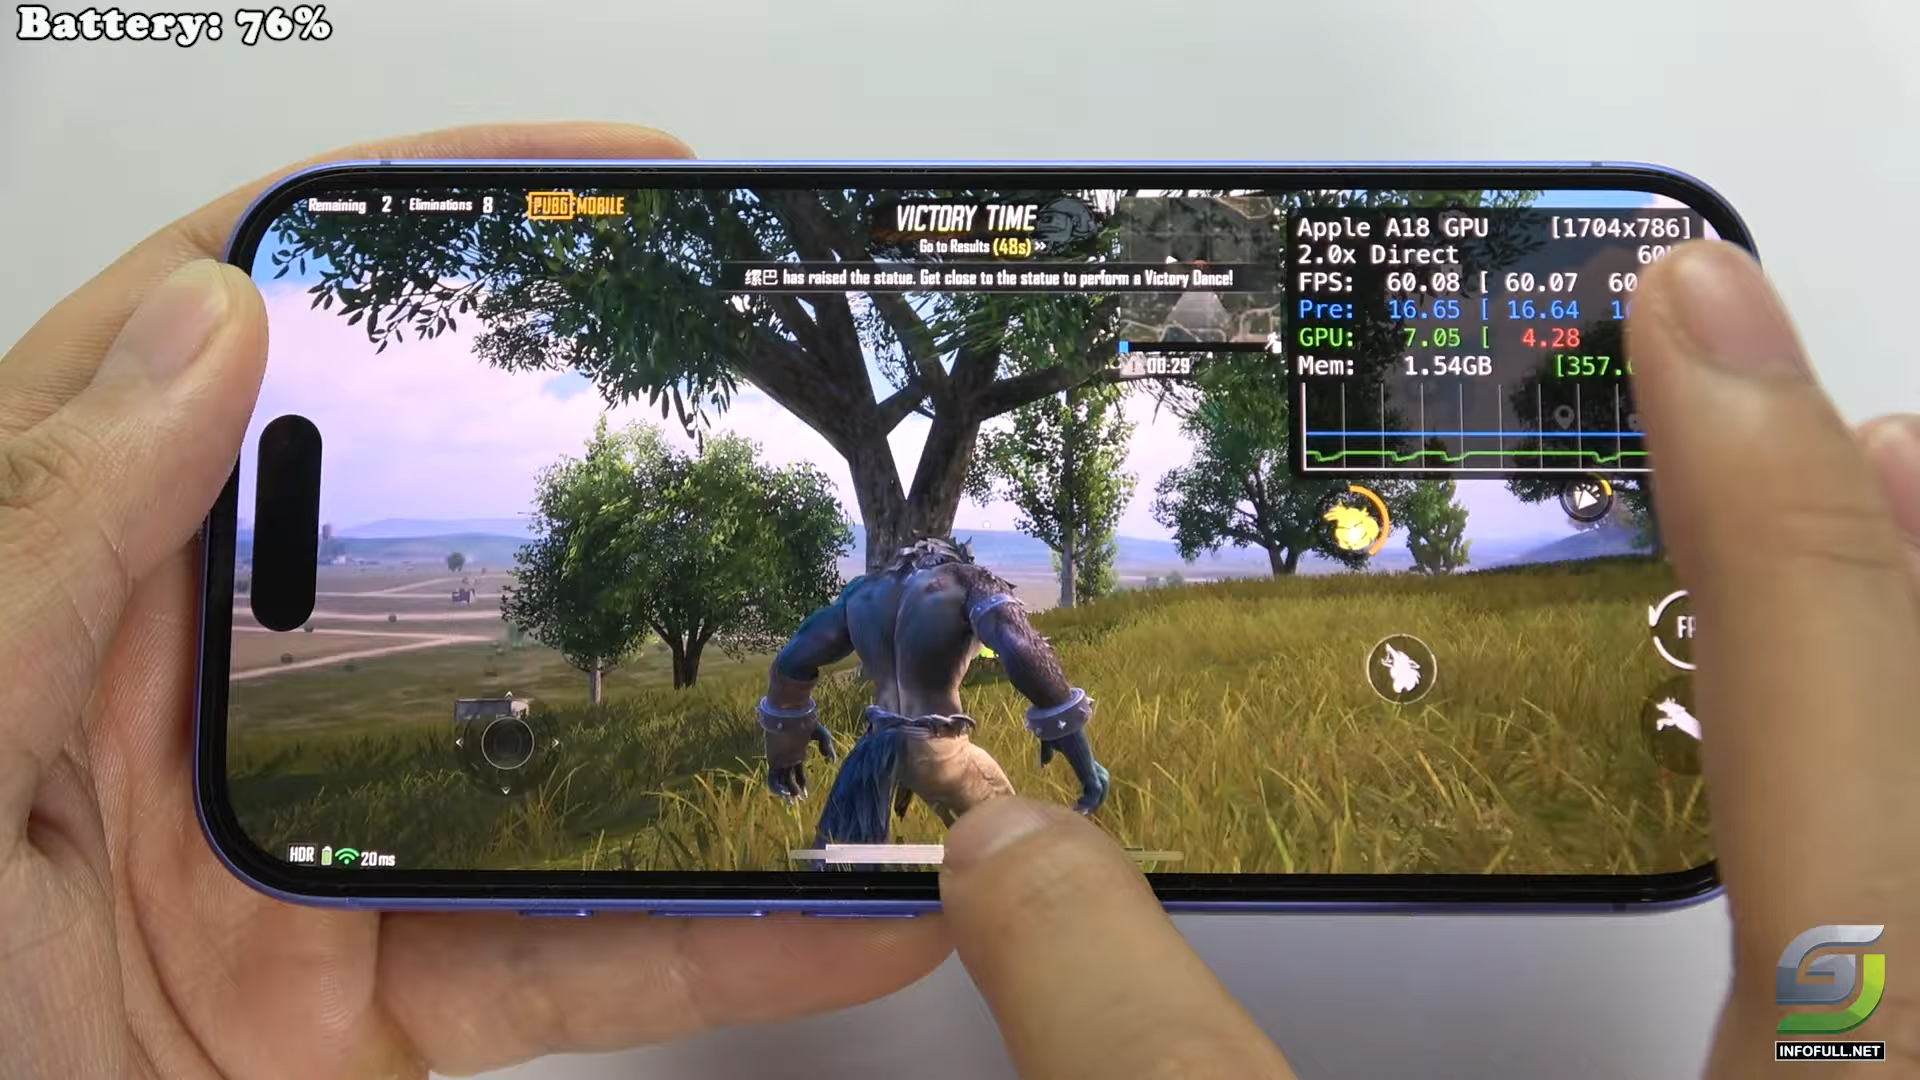 Battery: 76%
Remaining 2 Eliminations 8
PUBG MOBILE
VICTORY TIME
Go to Results (48s) »
缧巴 has raised the statue. Get close to the statue to perform a Victory Dance!
00:29
Apple A18 GPU [1704x786]
2.0x Direct
FPS: 60.08 [ 60.07
Pre: 16.65 [ 16.64
GPU: 7.05 [ 4.28
Mem: 1.54GB
HDR 20 ms
INFOFULL.NET